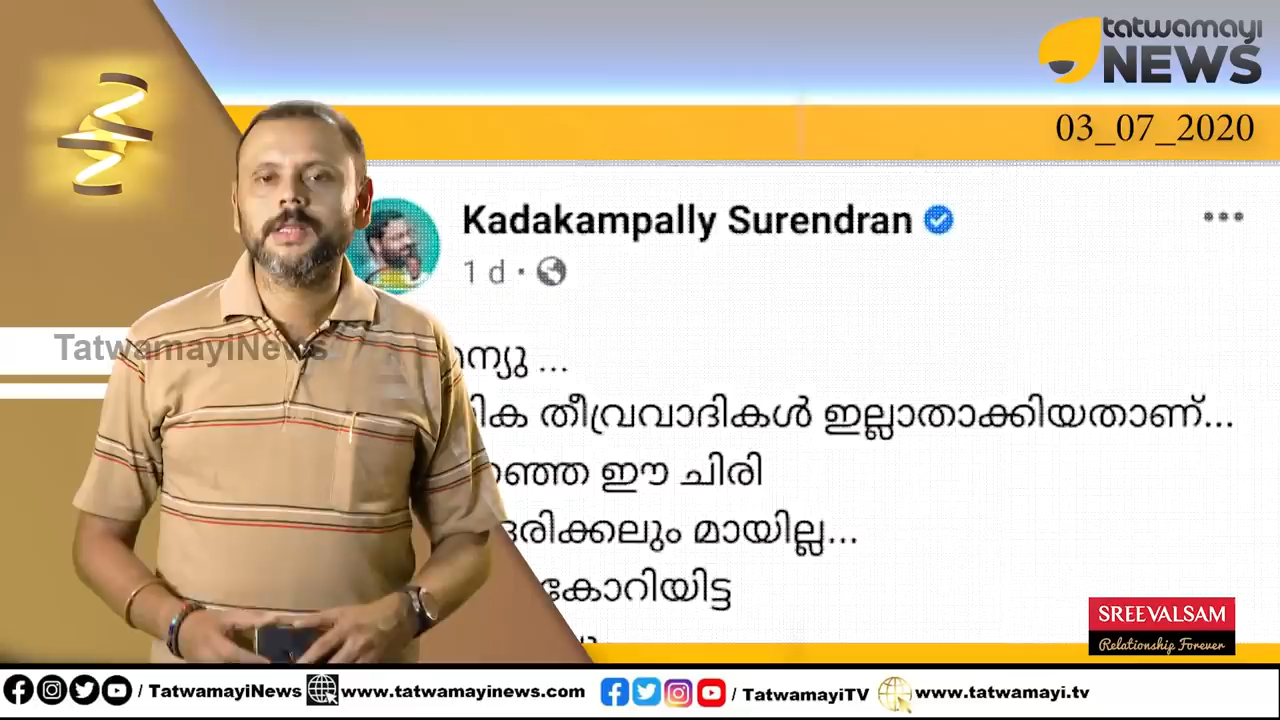 tatwamayi
NEWS
03_07_2020
Kadakampally Surendran
1 d
TatwamayiNews
...
തീവ്രവാദികൾ ഇല്ലാതാക്കിയതാണ്...
ഈ ചിരി
മായില്ല...
കോറിയിട്ട
SREEVALSAM
Relationship Forever
/ TatwamayiNews www.tatwamayinews.com / TatwamayiTV www.tatwamayi.tv